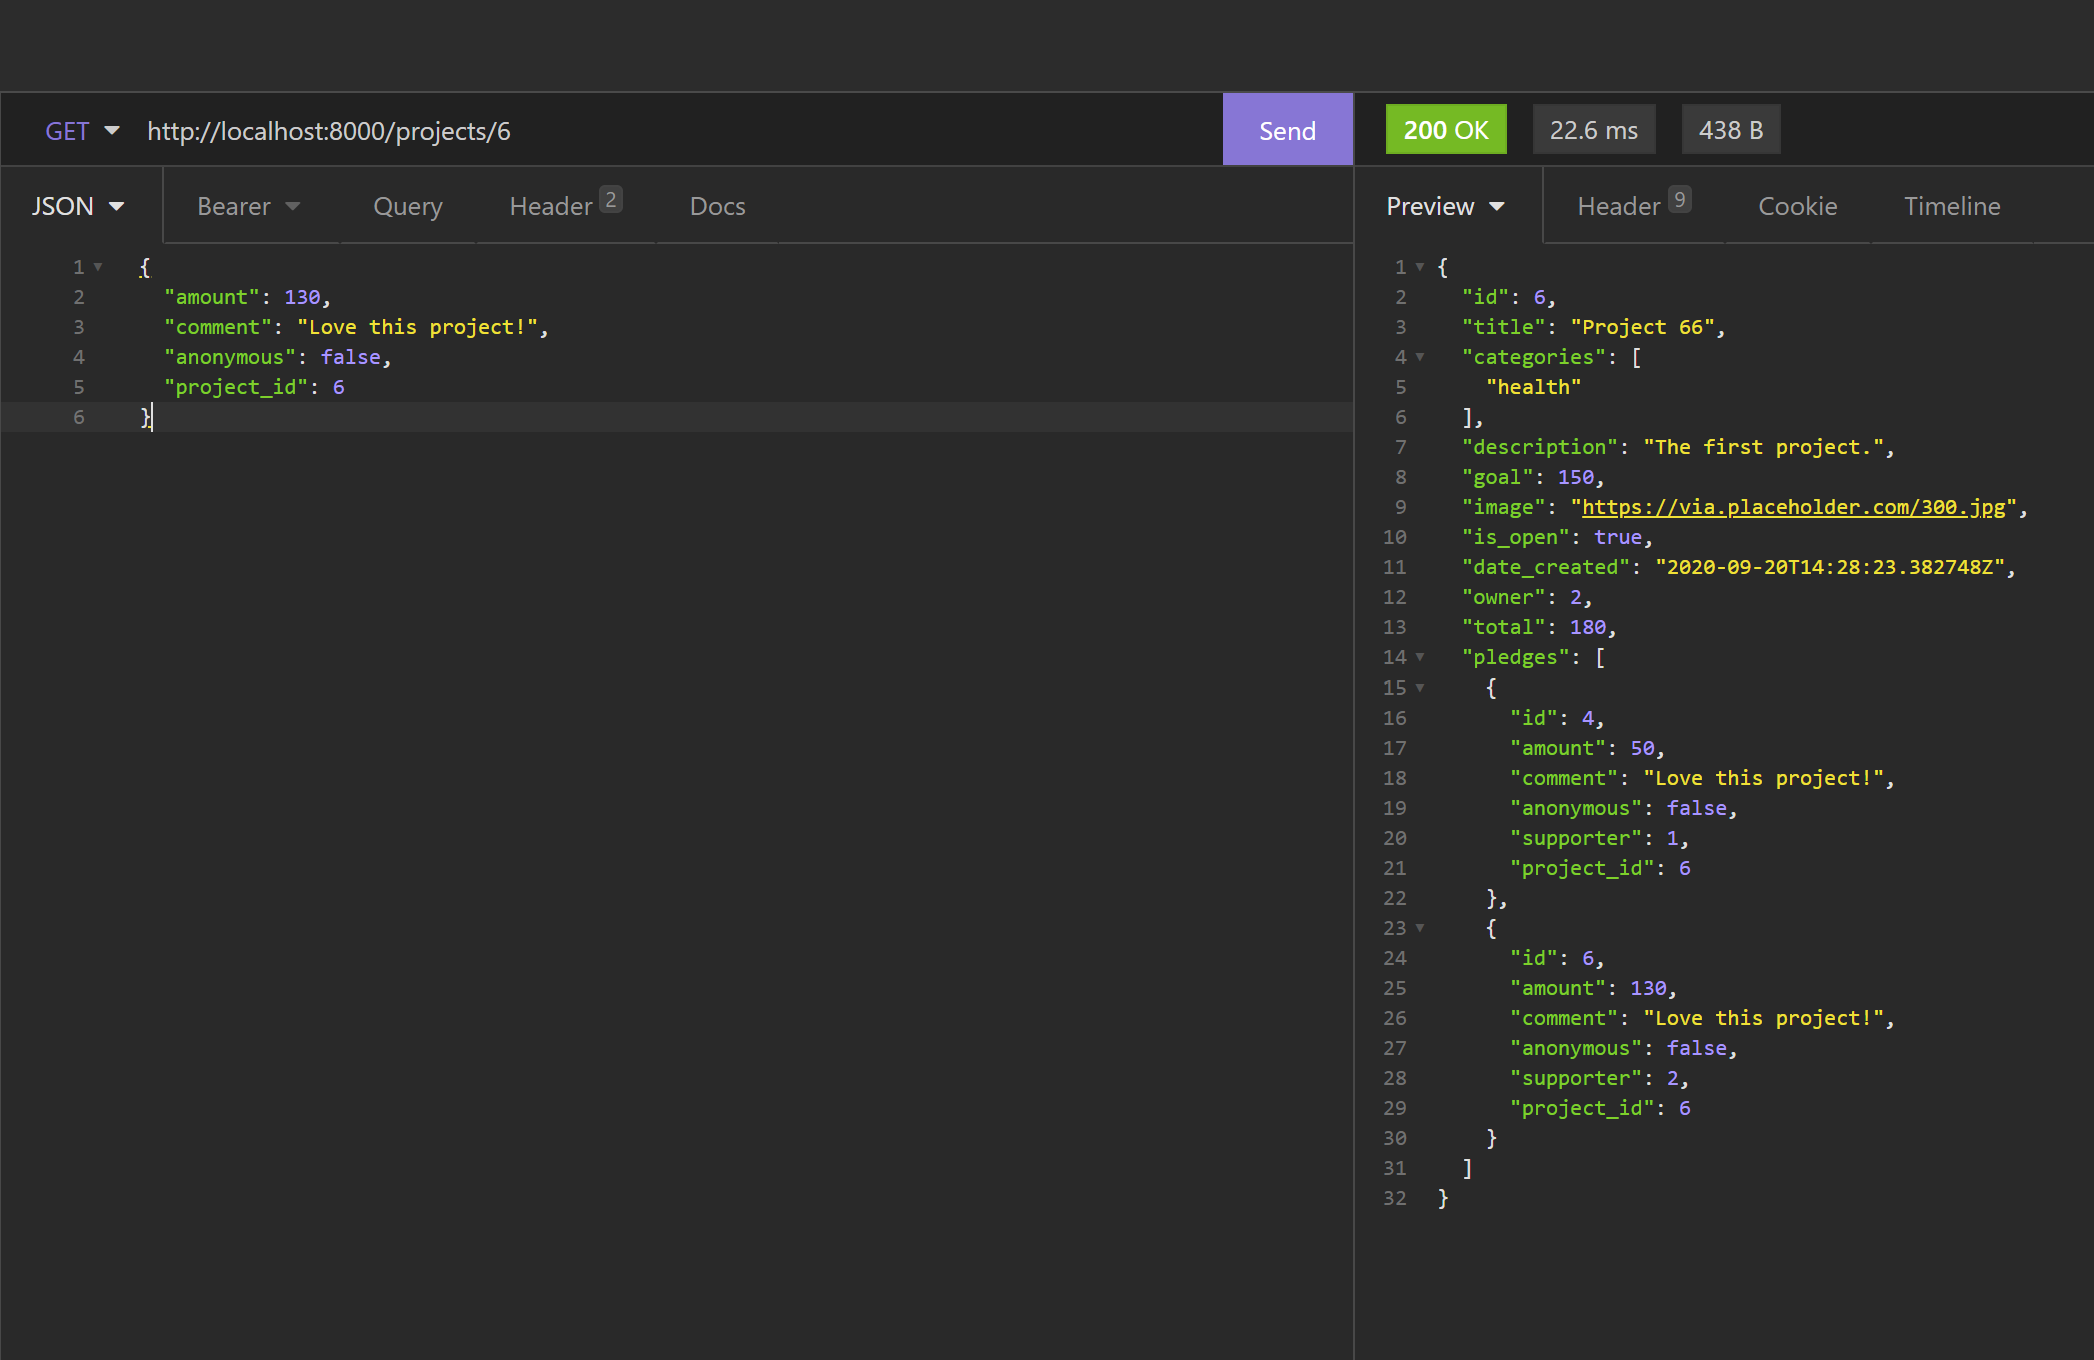 GET http://localhost:8000/projects/6 Send 200 OK 22.6 ms 438 B
JSON Bearer Query Header 2 Docs
1 {
2 "amount": 130,
3 "comment": "Love this project!",
4 "anonymous": false,
5 "project_id": 6
6 }
Preview Header 9 Cookie Timeline
1 {
2 "id": 6,
3 "title": "Project 66",
4 "categories": [
5 "health"
6 ],
7 "description": "The first project.",
8 "goal": 150,
9 "image": "https://via.placeholder.com/300.jpg",
10 "is_open": true,
11 "date_created": "2020-09-20T14:28:23.382748Z",
12 "owner": 2,
13 "total": 180,
14 "pledges": [
15 {
16 "id": 4,
17 "amount": 50,
18 "comment": "Love this project!",
19 "anonymous": false,
20 "supporter": 1,
21 "project_id": 6
22 },
23 {
24 "id": 6,
25 "amount": 130,
26 "comment": "Love this project!",
27 "anonymous": false,
28 "supporter": 2,
29 "project_id": 6
30 }
31 ]
32 }